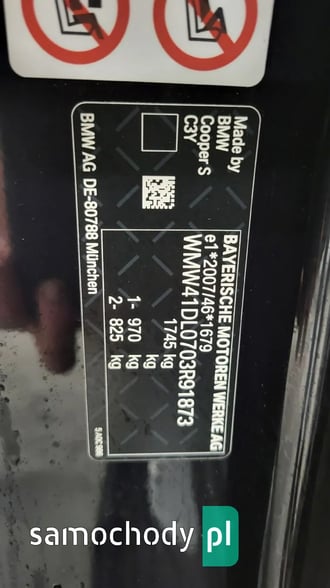 Made by
BMW
Cooper S
C3Y
BMW AG DE-80788 München
BAYERISCHE MOTOREN WERKE AG
e1*2007/46*1679
WMW41DL0703R91873
1745 kg
kg
1- 970 kg
2- 825 kg
samochody pl